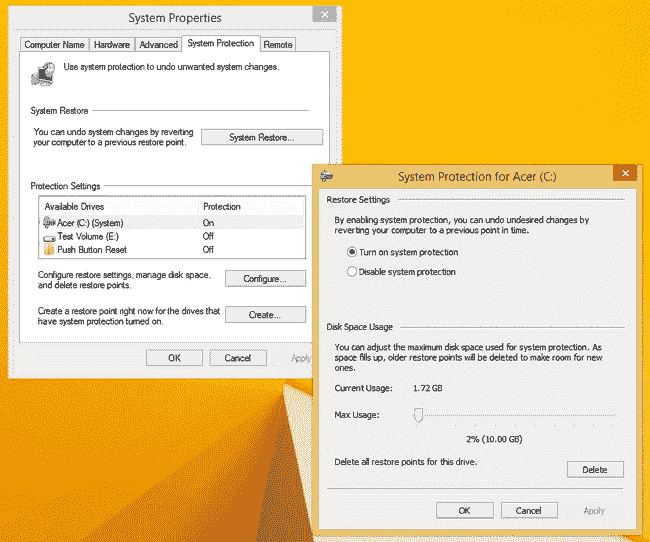 System Properties
Computer Name Hardware Advanced System Protection Remote
Use system protection to undo unwanted system changes.
System Restore
You can undo system changes by reverting
your computer to a previous restore point.
System Restore...
Protection Settings
Available Drives Protection
Acer (C:) (System) On
Test Volume (E:) Off
Push Button Reset Off
Configure restore settings, manage disk space,
and delete restore points.
Configure...
Create a restore point right now for the drives that
have system protection turned on.
Create...
OK Cancel Apply
System Protection for Acer (C:)
Restore Settings
By enabling system protection, you can undo undesired changes by
reverting your computer to a previous point in time.
Turn on system protection
Disable system protection
Disk Space Usage
You can adjust the maximum disk space used for system protection. As
space fills up, older restore points will be deleted to make room for new
ones.
Current Usage: 1.72 GB
Max Usage:
2% (10.00 GB)
Delete all restore points for this drive.
Delete
OK Cancel Apply